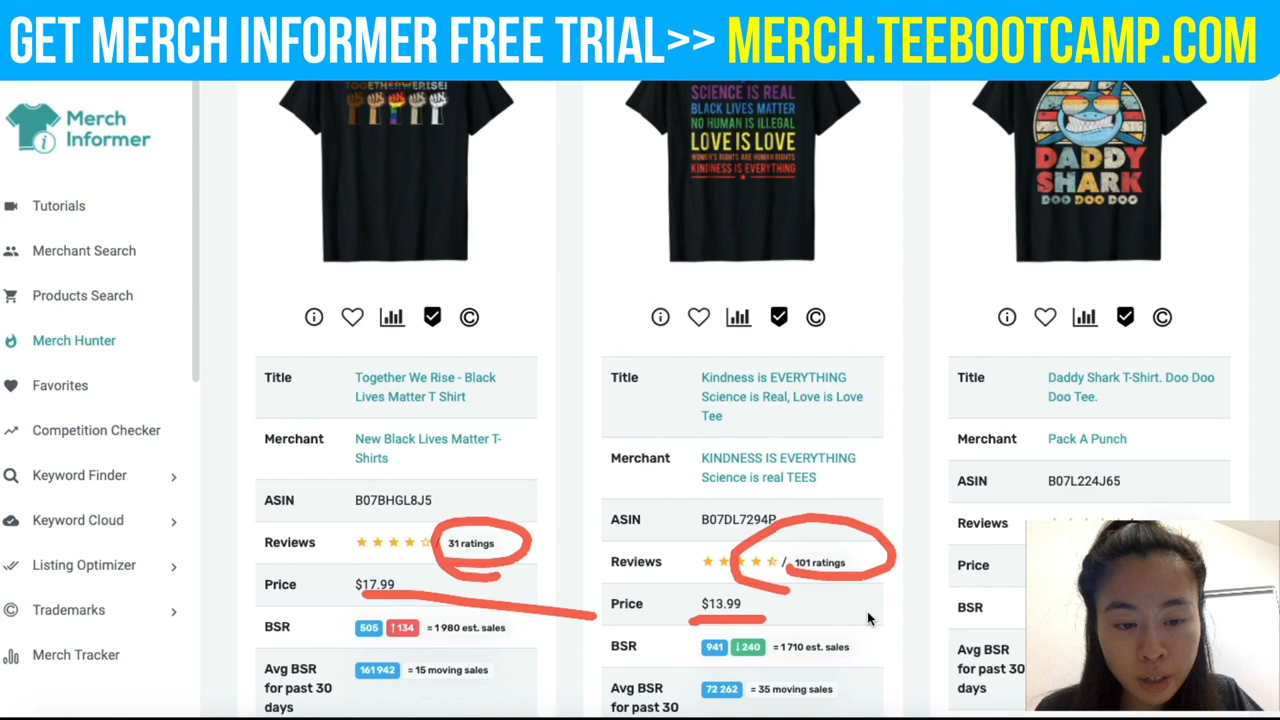 GET MERCH INFORMER FREE TRIAL>> MERCH.TEEBOOTCAMP.COM
Merch
Informer
Tutorials
Merchant Search
Products Search
Merch Hunter
Favorites
Competition Checker
Keyword Finder
Keyword Cloud
Listing Optimizer
Trademarks
Merch Tracker
TOGETHERWERISE!
Title
Together We Rise - Black
Lives Matter T Shirt
Merchant
New Black Lives Matter T-
Shirts
ASIN
B07BHGL8J5
Reviews
/ 31 ratings
Price
$17.99
BSR
505 ↑134 = 1 980 est. sales
Avg BSR
for past 30
days
161 942 = 15 moving sales
SCIENCE IS REAL
BLACK LIVES MATTER
NO HUMAN IS ILLEGAL
LOVE IS LOVE
WOMEN'S RIGHTS ARE HUMAN RIGHTS
KINDNESS IS EVERYTHING
Title
Kindness is EVERYTHING
Science is Real, Love is Love
Tee
Merchant
KINDNESS IS EVERYTHING
Science is real TEES
ASIN
B07DL7294P
Reviews
/ 101 ratings
Price
$13.99
BSR
941 ↓240 = 1 710 est. sales
Avg BSR
for past 30
72 262 = 35 moving sales
DADDY
SHARK
DOO DOO DOO
Title
Daddy Shark T-Shirt. Doo Doo
Doo Tee.
Merchant
Pack A Punch
ASIN
B07L224J65
Reviews
Price
BSR
Avg BSR
for past 30
days